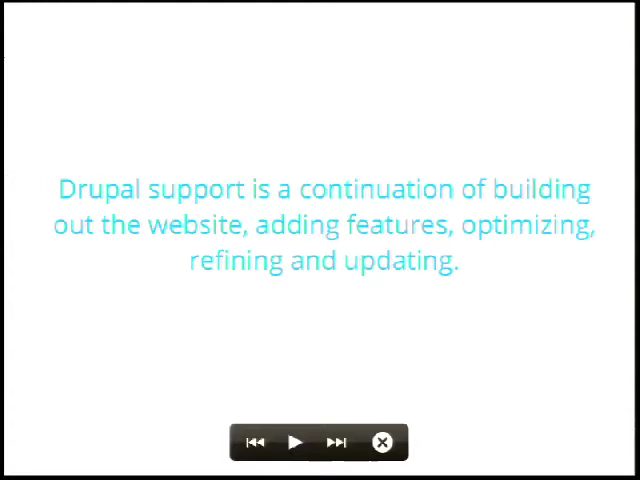 Drupal support is a continuation of building
out the website, adding features, optimizing,
refining and updating.